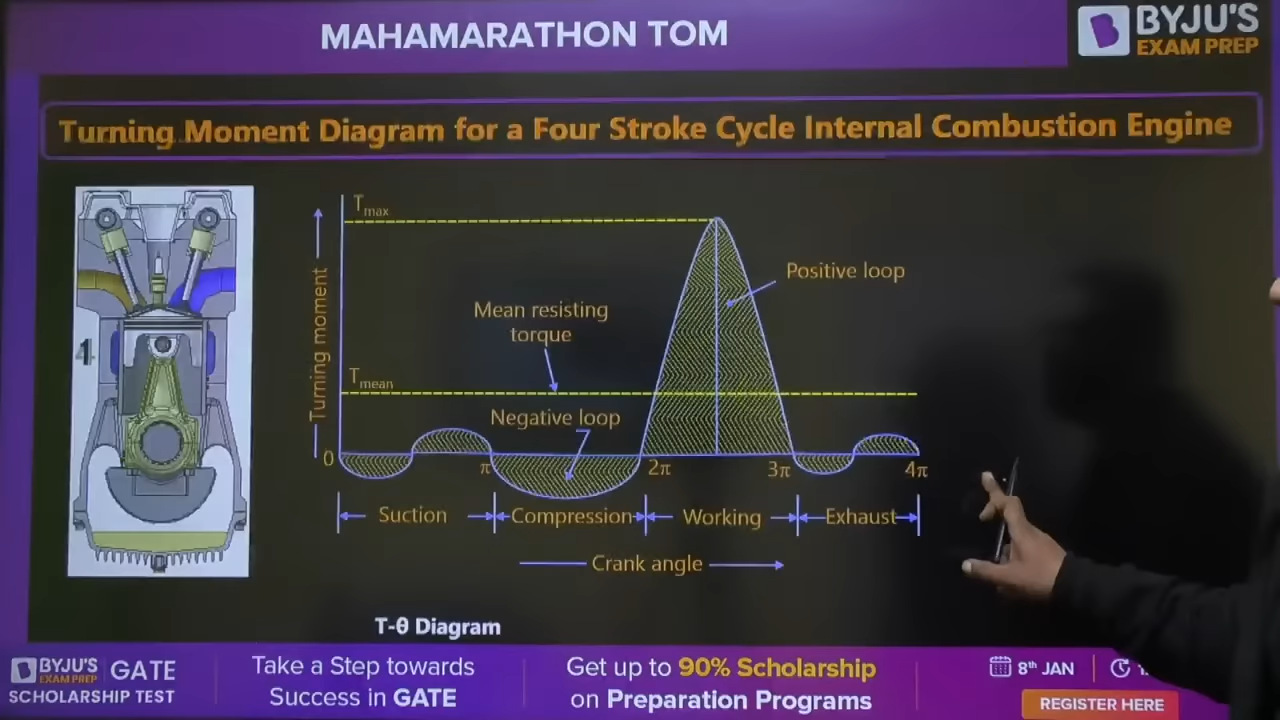 MAHAMARATHON TOM
BYJU'S
EXAM PREP
Turning Moment Diagram for a Four Stroke Cycle Internal Combustion Engine
4
Turning moment
T max
Positive loop
Mean resisting
torque
T mean
Negative loop
0
π
2π
3π
4π
Suction
Compression
Working
Exhaust
Crank angle
T-θ Diagram
BYJU'S
EXAM PREP
GATE
SCHOLARSHIP TEST
Take a Step towards
Success in GATE
Get up to 90% Scholarship
on Preparation Programs
8th JAN
REGISTER HERE